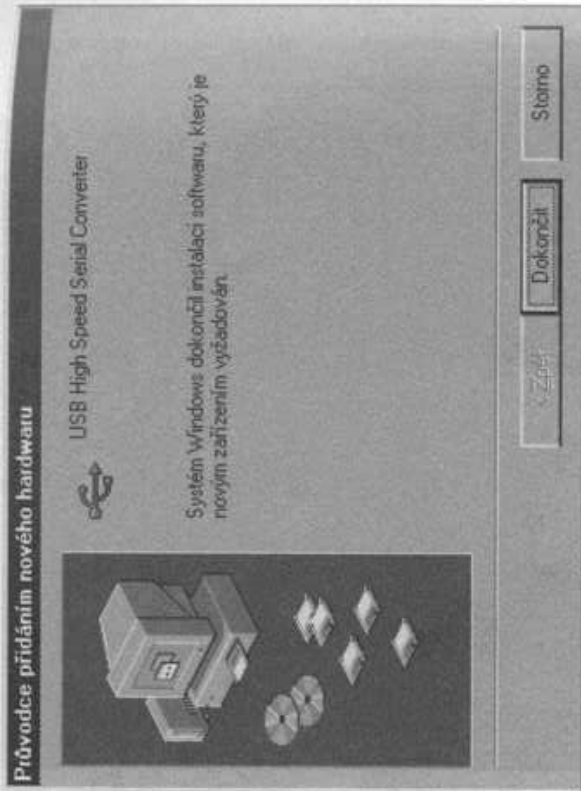 Průvodce přidáním nového hardwaru
USB High Speed Serial Converter
Systém Windows dokončil instalaci softwaru, který je
novým zařízením vyžadován.
< Zpět
Dokončit
Storno